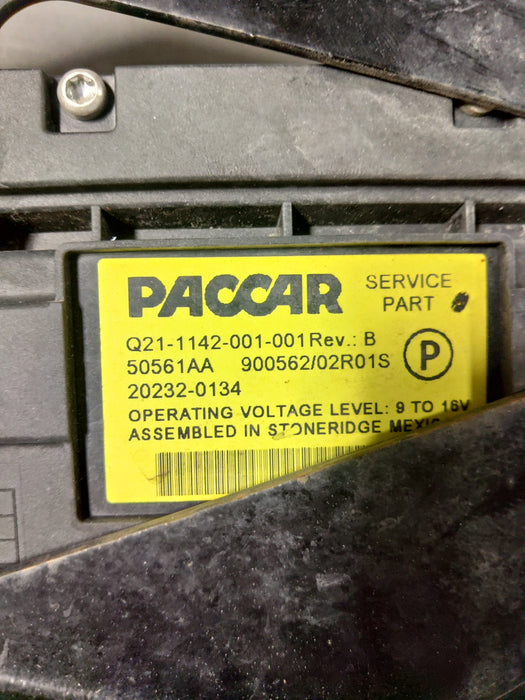 PACCAR
SERVICE
PART
Q21-1142-001-001 Rev.: B
50561AA 900562/02R01S
P
20232-0134
OPERATING VOLTAGE LEVEL: 9 TO 16V
ASSEMBLED IN STONERIDGE